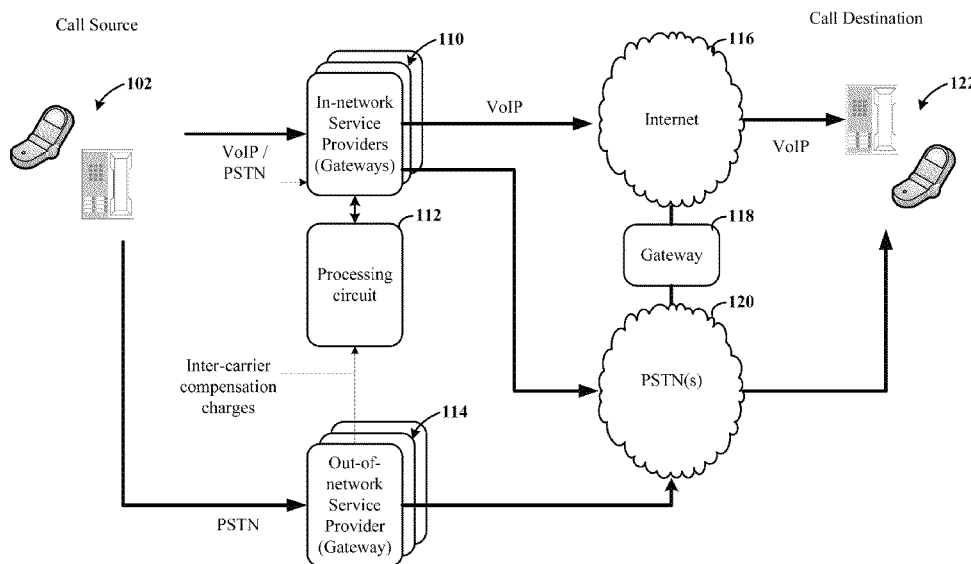 Call Source
Call Destination
102
110
116
122
In-network
Service
Providers
(Gateways)
VoIP
Internet
VoIP
VoIP /
PSTN
112
118
Processing
circuit
Gateway
120
PSTN(s)
Inter-carrier
compensation
charges
114
Out-of-
network
Service
Provider
(Gateway)
PSTN